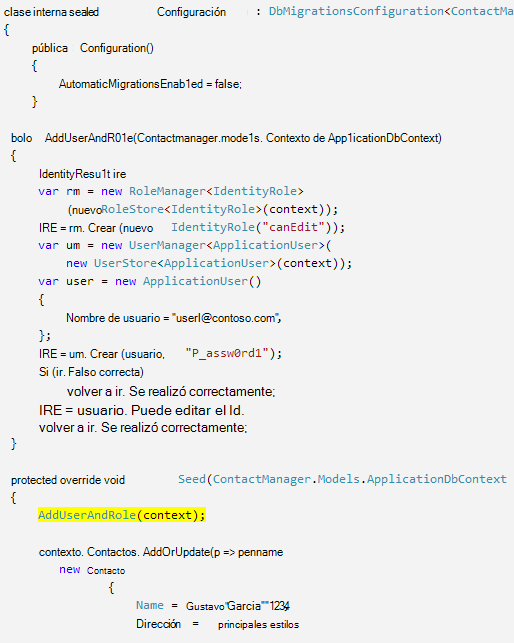 clase interna sealed Configuración : DbMigrationsConfiguration<ContactMa
{
pública Configuration()
{
AutomaticMigrationsEnab1ed = false;
}
bolo AddUserAndR01e(Contactmanager.mode1s. Contexto de App1icationDbContext)
{
IdentityResu1t ire
var rm = new RoleManager<IdentityRole>
(nuevoRoleStore<IdentityRole>(context));
IRE = rm. Crear (nuevo IdentityRole("canEdit"));
var um = new UserManager<ApplicationUser>(
new UserStore<ApplicationUser>(context));
var user = new ApplicationUser()
{
Nombre de usuario = "userl@contoso.com",
};
IRE = um. Crear (usuario, "P_assw0rd1");
Si (ir. Falso correcta)
volver a ir. Se realizó correctamente;
IRE = usuario. Puede editar el Id.
volver a ir. Se realizó correctamente;
}
protected override void Seed(ContactManager.Models.ApplicationDbContext
{
AddUserAndRole(context);
contexto. Contactos. AddOrUpdate(p => penname
new Contacto
{
Name = Gustavo"Garcia""1234,
Dirección = principales estilos